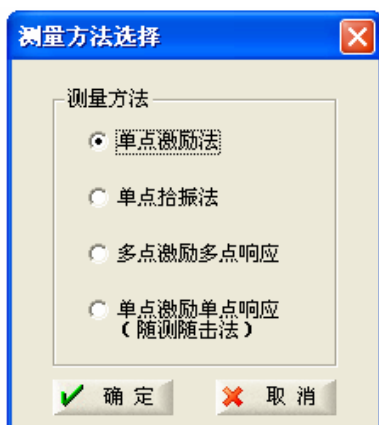 测量方法选择
测量方法
单点激励法
单点拾振法
多点激励多点响应
单点激励单点响应
(随测随击法)
确 定
取 消